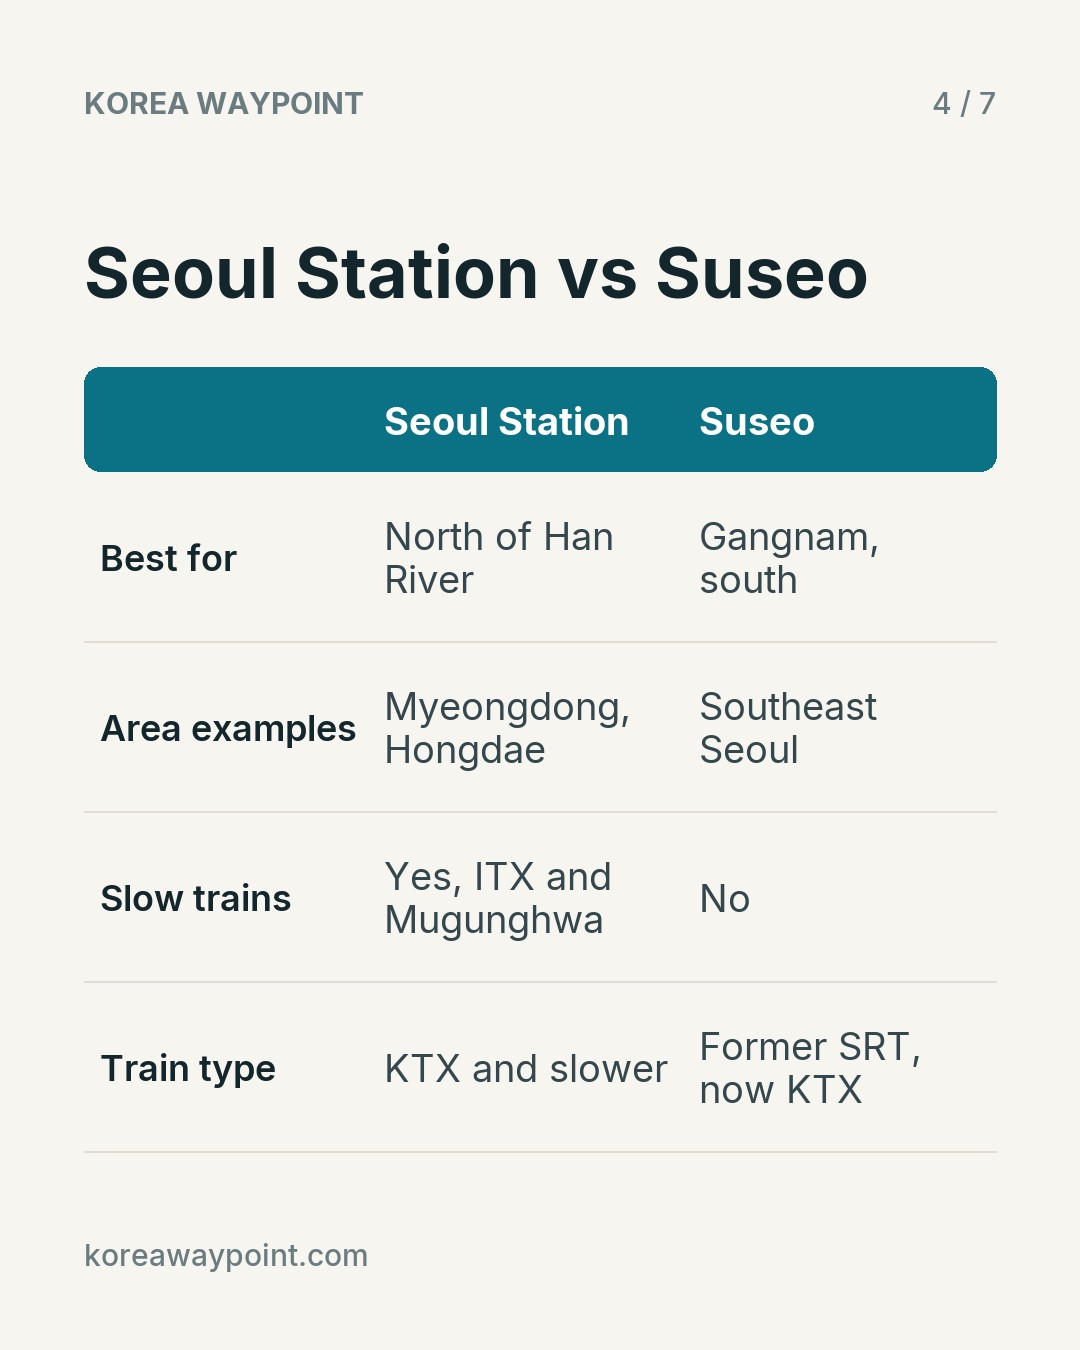 KOREA WAYPOINT
4 / 7
Seoul Station vs Suseo
Seoul Station
Suseo
Best for
North of Han
River
Gangnam,
south
Area examples
Myeongdong,
Hongdae
Southeast
Seoul
Slow trains
Yes, ITX and
Mugunghwa
No
Train type
KTX and slower
Former SRT,
now KTX
koreawaypoint.com